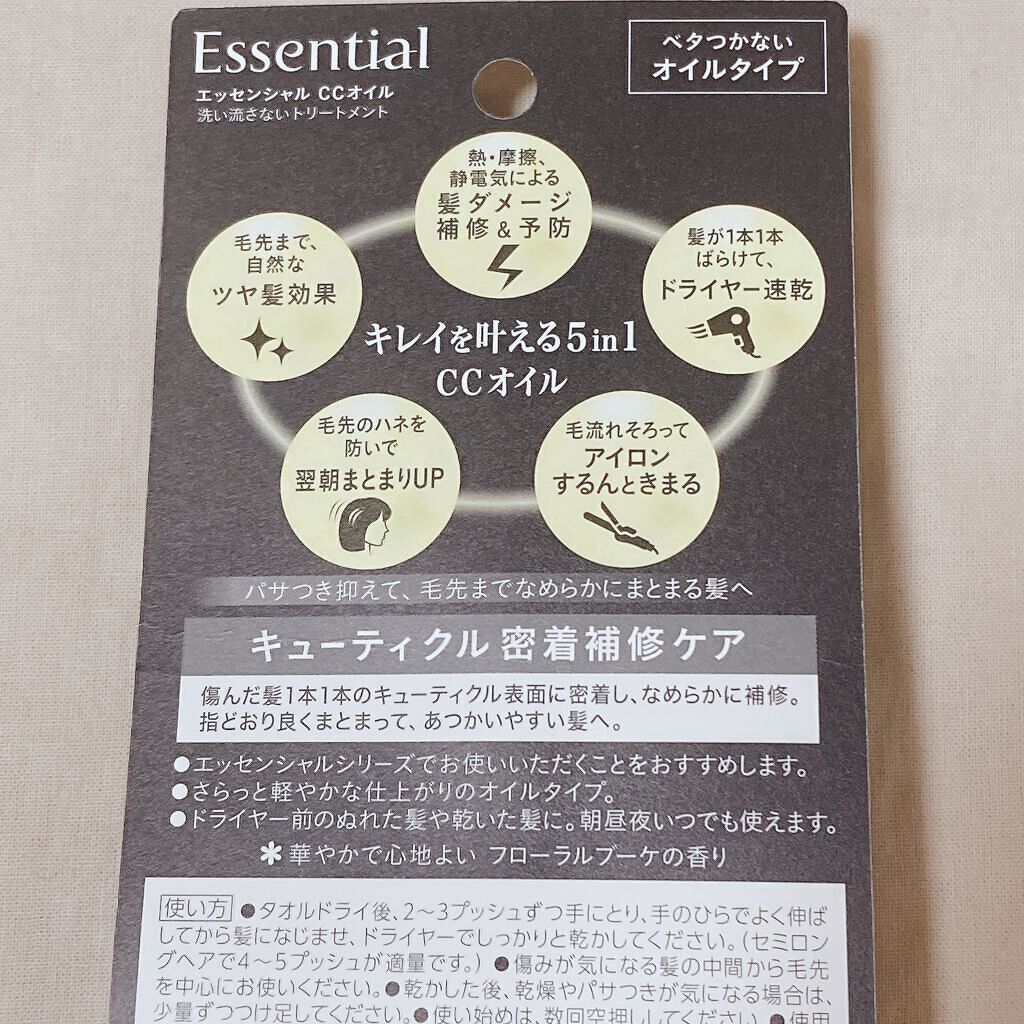 Essential
エッセンシャル CCオイル
洗い流さないトリートメント
ベタつかない
オイルタイプ
熱・摩擦、
静電気による
髪ダメージ
補修&予防
毛先まで、
自然な
ツヤ髪効果
髪が1本1本
ばらけて、
ドライヤー速乾
キレイを叶える5in1
CCオイル
毛先のハネを
防いで
翌朝まとまりUP
毛流れそろって
アイロン
するんときまる
パサつき抑えて、毛先までなめらかにまとまる髪へ
キューティクル 密着補修ケア
傷んだ髪1本1本のキューティクル表面に密着し、なめらかに補修。
指どおり良くまとまって、あつかいやすい髪へ。
●エッセンシャルシリーズでお使いいただくことをおすすめします。
●さらっと軽やかな仕上がりのオイルタイプ。
●ドライヤー前のぬれた髪や乾いた髪に。朝昼夜いつでも使えます。
＊華やかで心地よい フローラルブーケの香り
使い方 ●タオルドライ後、2～3プッシュずつ手にとり、手のひらでよく伸ば
してから髪になじませ、ドライヤーでしっかりと乾かしてください。(セミロン
グヘアで4～5プッシュが適量です。) ●傷みが気になる髪の中間から毛先
を中心にお使いください。●乾かした後、乾燥やパサつきが気になる場合は、
少量ずつつけ足してください。●使い始めは、数回空押ししてください。●使用